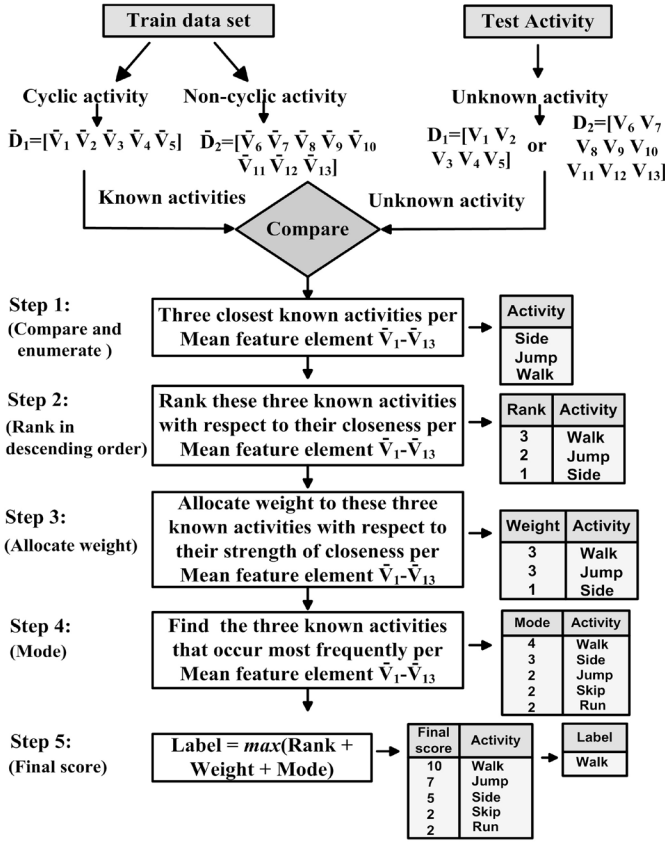 Train data set
Test Activity
Cyclic activity
Non-cyclic activity
Unknown activity
D̄₁=[V̄₁ V̄₂ V̄₃ V̄₄ V̄₅]
D̄₂=[V̄₆ V̄₇ V̄₈ V̄₉ V̄₁₀
V̄₁₁ V̄₁₂ V̄₁₃]
D₁=[V₁ V₂
V₃ V₄ V₅]
or
D₂=[V₆ V₇
V₈ V₉ V₁₀
V₁₁ V₁₂ V₁₃]
Known activities
Unknown activity
Compare
Step 1:
(Compare and
enumerate )
Three closest known activities per
Mean feature element V̄₁-V̄₁₃
Activity
Side
Jump
Walk
Step 2:
(Rank in
descending order)
Rank these three known activities
with respect to their closeness per
Mean feature element V̄₁-V̄₁₃
Rank Activity
3 Walk
2 Jump
1 Side
Step 3:
(Allocate weight)
Allocate weight to these three
known activities with respect to
their strength of closeness per
Mean feature element V̄₁-V̄₁₃
Weight Activity
3 Walk
3 Jump
1 Side
Step 4:
(Mode)
Find the three known activities
that occur most frequently per
Mean feature element V̄₁-V̄₁₃
Mode Activity
4 Walk
3 Side
2 Jump
2 Skip
2 Run
Step 5:
(Final score)
Label = max(Rank +
Weight + Mode)
Final
score Activity
10 Walk
7 Jump
5 Side
2 Skip
2 Run
Label
Walk